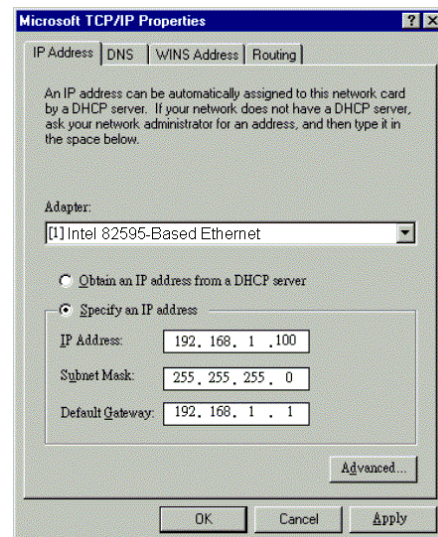 Microsoft TCP/IP Properties
IP Address DNS WINS Address Routing
An IP address can be automatically assigned to this network card
by a DHCP server. If your network does not have a DHCP server,
ask your network administrator for an address, and then type it in
the space below.
Adapter:
[1] Intel 82595-Based Ethernet
Obtain an IP address from a DHCP server
Specify an IP address
IP Address: 192. 168. 1 .100
Subnet Mask: 255. 255. 255. 0
Default Gateway: 192. 168. 1 . 1
Advanced...
OK Cancel Apply